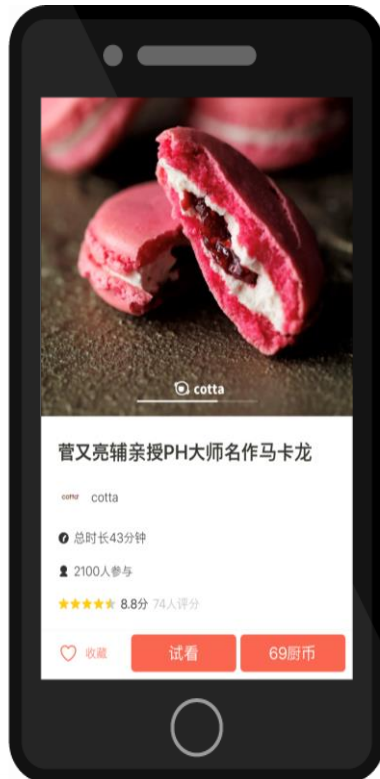 cotta
菅又亮辅亲授PH大师名作马卡龙
cotta cotta
总时长43分钟
2100人参与
8.8分 74人评分
收藏 试看 69厨币